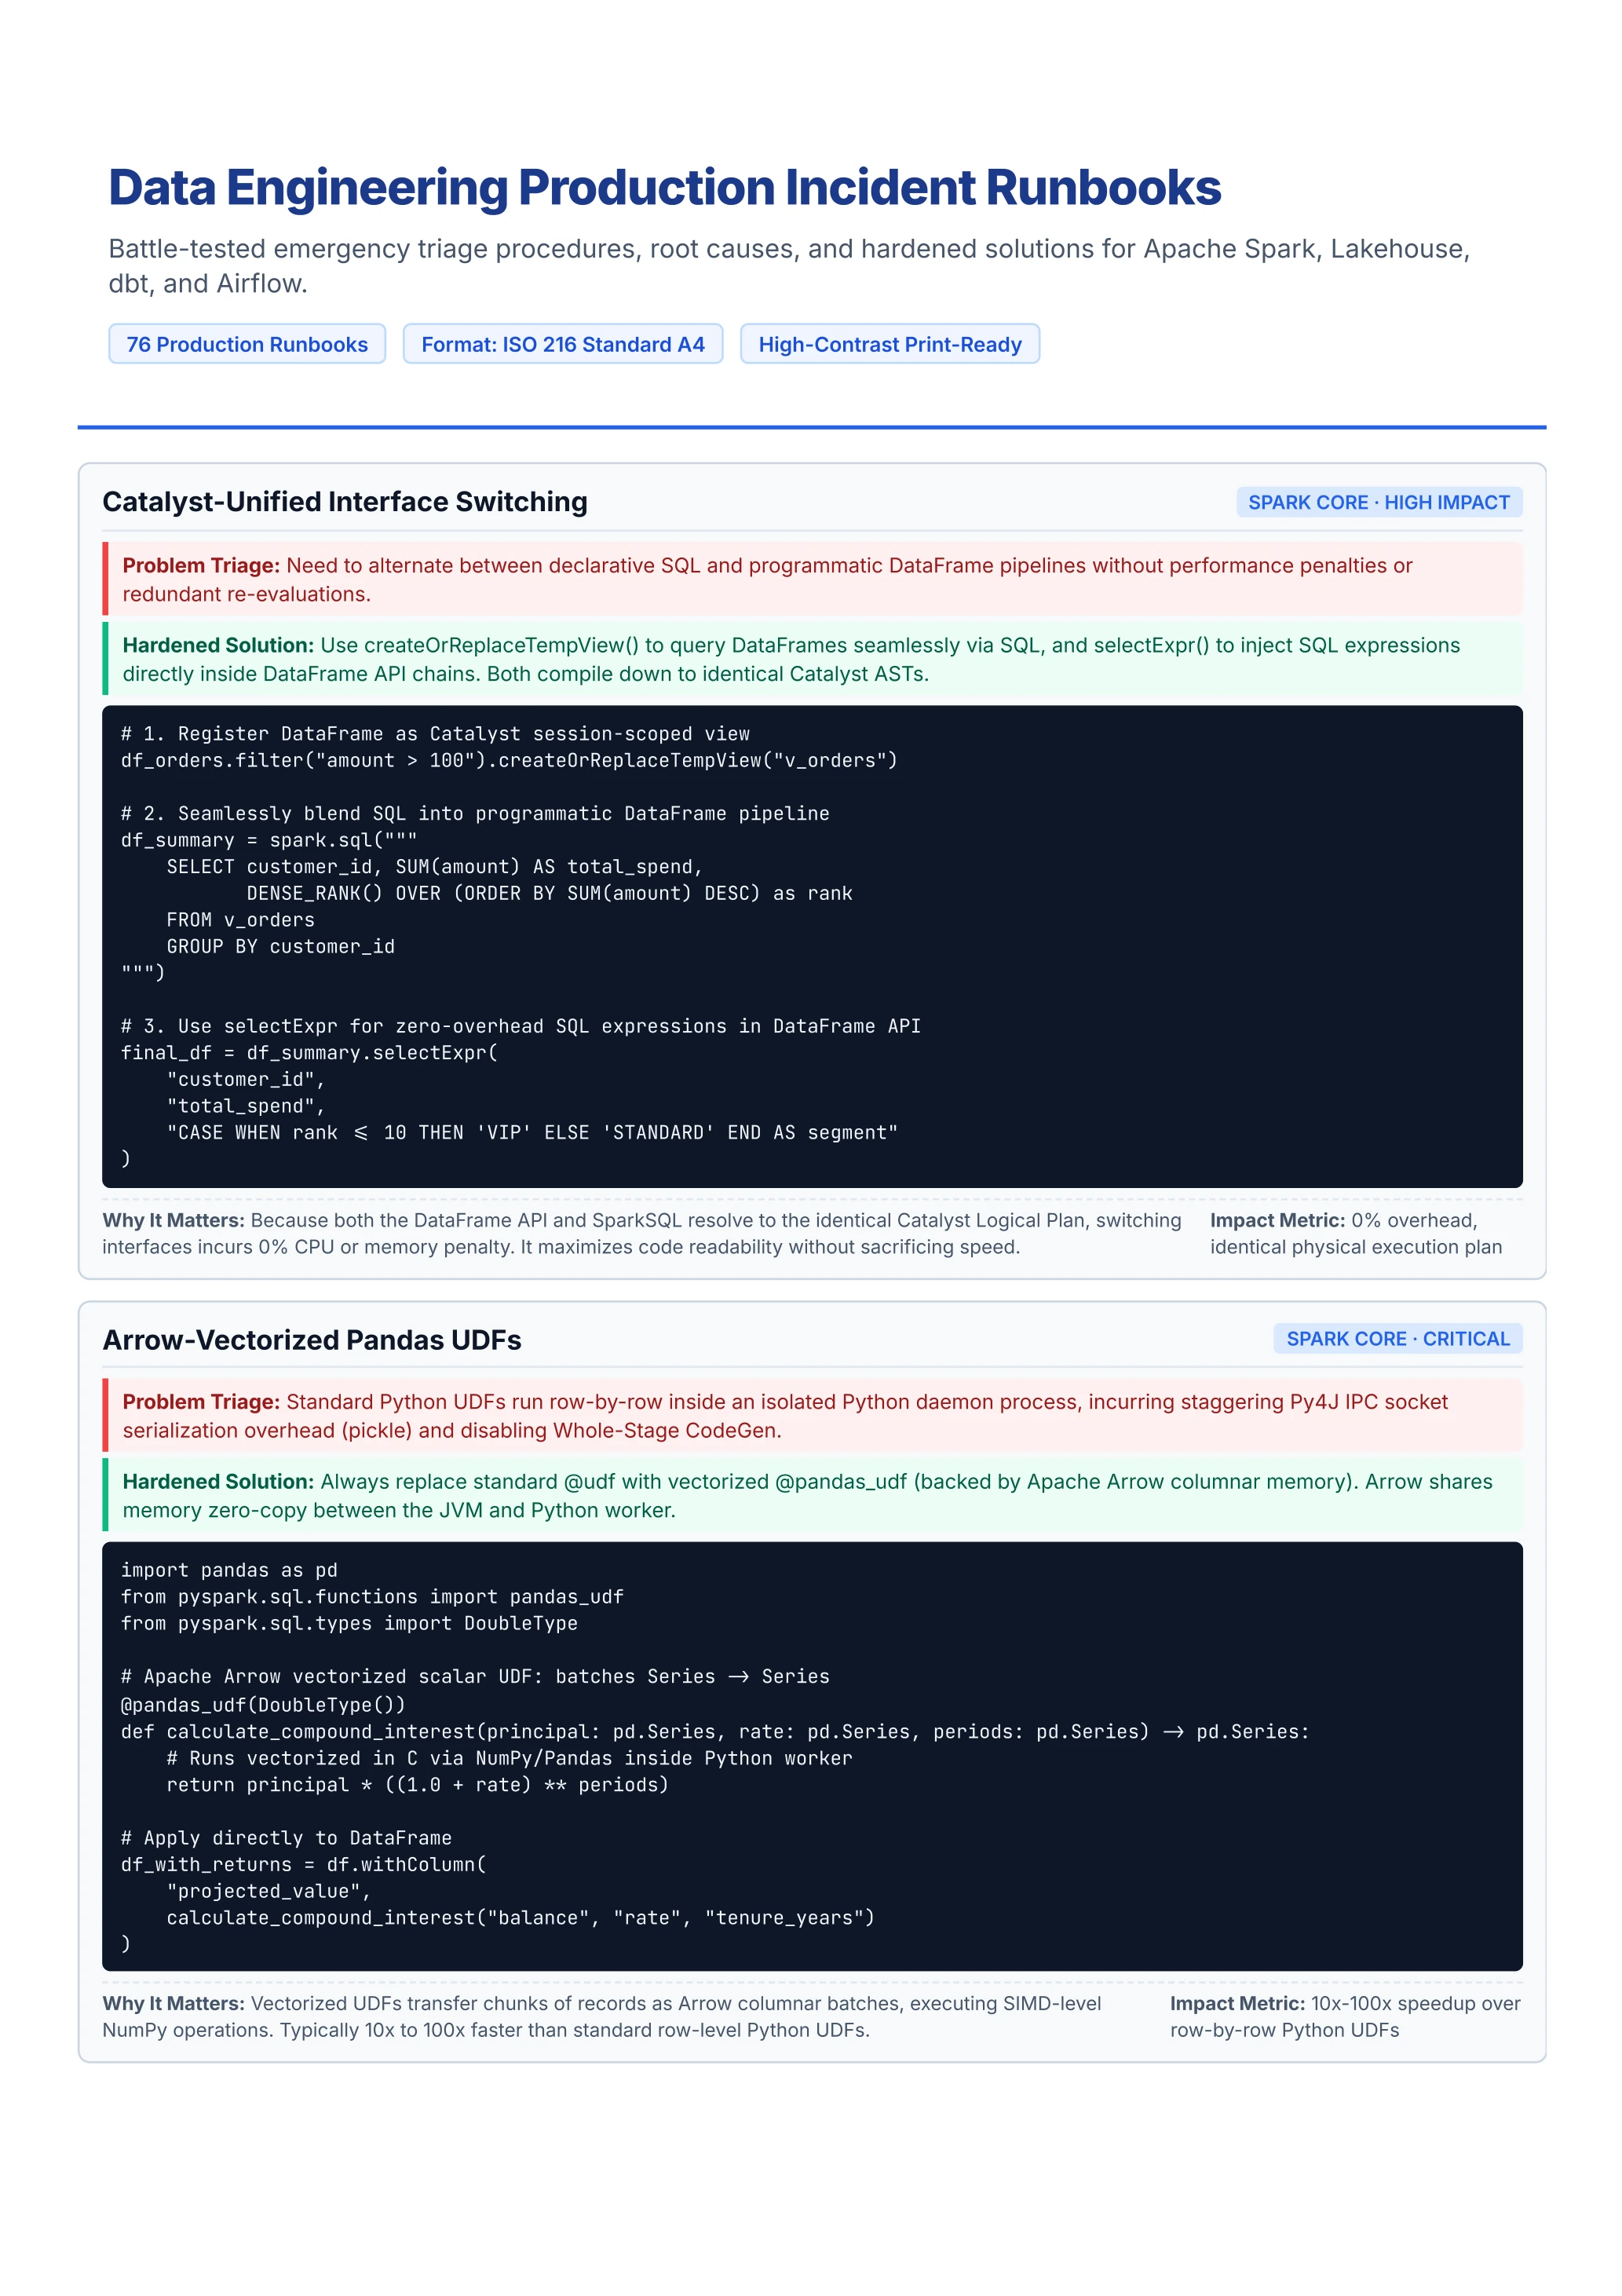 Data Engineering Production Incident Runbooks
Battle-tested emergency triage procedures, root causes, and hardened solutions for Apache Spark, Lakehouse,
dbt, and Airflow.
76 Production Runbooks
Format: ISO 216 Standard A4
High-Contrast Print-Ready
Catalyst-Unified Interface Switching
SPARK CORE · HIGH IMPACT
Problem Triage: Need to alternate between declarative SQL and programmatic DataFrame pipelines without performance penalties or
redundant re-evaluations.
Hardened Solution: Use createOrReplaceTempView() to query DataFrames seamlessly via SQL, and selectExpr() to inject SQL expressions
directly inside DataFrame API chains. Both compile down to identical Catalyst ASTs.
# 1. Register DataFrame as Catalyst session-scoped view
df_orders.filter("amount > 100").createOrReplaceTempView("v_orders")
# 2. Seamlessly blend SQL into programmatic DataFrame pipeline
df_summary = spark.sql("""
    SELECT customer_id, SUM(amount) AS total_spend,
           DENSE_RANK() OVER (ORDER BY SUM(amount) DESC) as rank
    FROM v_orders
    GROUP BY customer_id
""")
# 3. Use selectExpr for zero-overhead SQL expressions in DataFrame API
final_df = df_summary.selectExpr(
    "customer_id",
    "total_spend",
    "CASE WHEN rank <= 10 THEN 'VIP' ELSE 'STANDARD' END AS segment"
)
Why It Matters: Because both the DataFrame API and SparkSQL resolve to the identical Catalyst Logical Plan, switching
interfaces incurs 0% CPU or memory penalty. It maximizes code readability without sacrificing speed.
Impact Metric: 0% overhead,
identical physical execution plan
Arrow-Vectorized Pandas UDFs
SPARK CORE · CRITICAL
Problem Triage: Standard Python UDFs run row-by-row inside an isolated Python daemon process, incurring staggering Py4J IPC socket
serialization overhead (pickle) and disabling Whole-Stage CodeGen.
Hardened Solution: Always replace standard @udf with vectorized @pandas_udf (backed by Apache Arrow columnar memory). Arrow shares
memory zero-copy between the JVM and Python worker.
import pandas as pd
from pyspark.sql.functions import pandas_udf
from pyspark.sql.types import DoubleType
# Apache Arrow vectorized scalar UDF: batches Series -> Series
@pandas_udf(DoubleType())
def calculate_compound_interest(principal: pd.Series, rate: pd.Series, periods: pd.Series) -> pd.Series:
    # Runs vectorized in C via NumPy/Pandas inside Python worker
    return principal * ((1.0 + rate) ** periods)
# Apply directly to DataFrame
df_with_returns = df.withColumn(
    "projected_value",
    calculate_compound_interest("balance", "rate", "tenure_years")
)
Why It Matters: Vectorized UDFs transfer chunks of records as Arrow columnar batches, executing SIMD-level
NumPy operations. Typically 10x to 100x faster than standard row-level Python UDFs.
Impact Metric: 10x-100x speedup over
row-by-row Python UDFs